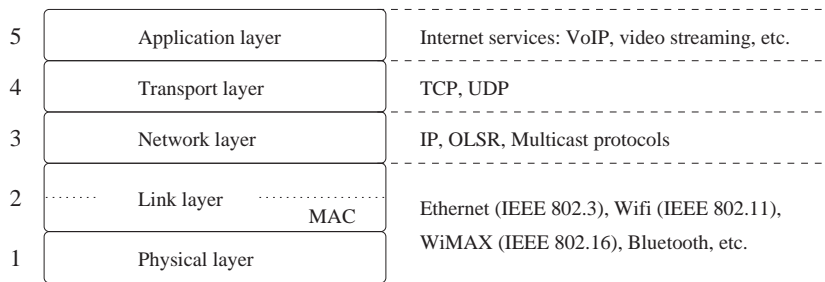 5 Application layer Internet services: VoIP, video streaming, etc.
4 Transport layer TCP, UDP
3 Network layer IP, OLSR, Multicast protocols
2 Link layer
MAC
Ethernet (IEEE 802.3), Wifi (IEEE 802.11),
WiMAX (IEEE 802.16), Bluetooth, etc.
1 Physical layer